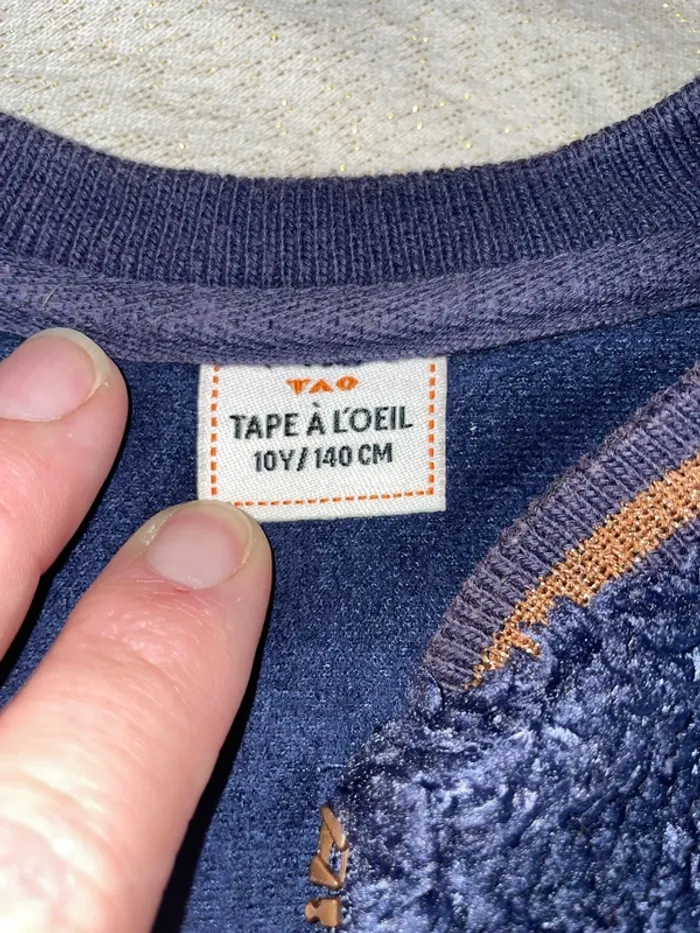 TAO
TAPE À L'OEIL
10Y/140 CM